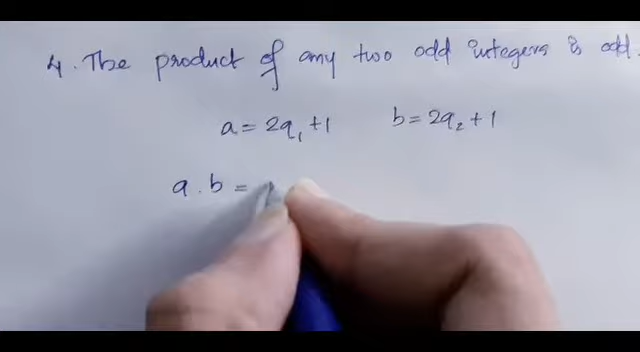 4. The product of any two odd integers is odd.
a = 2q₁ + 1 b = 2q₂ + 1
a . b =